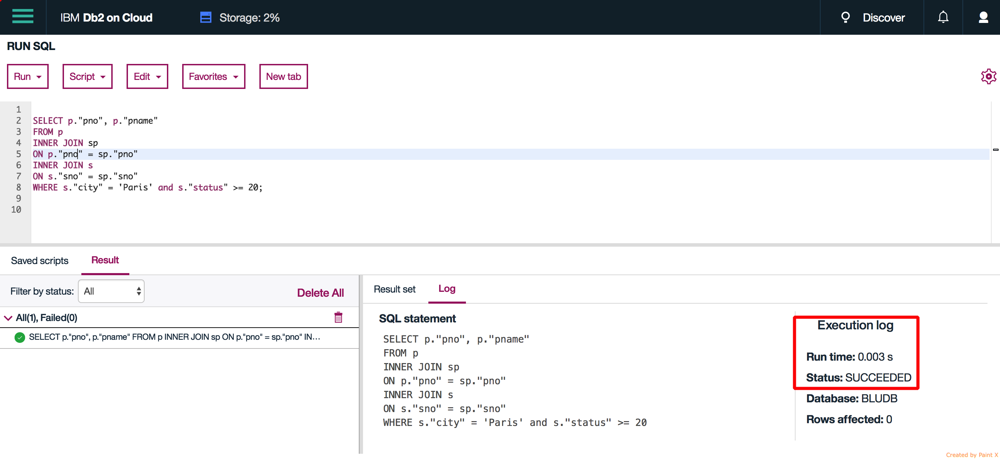 IBM Db2 on Cloud
Storage: 2%
Discover
RUN SQL
Run
Script
Edit
Favorites
New tab
1
2 SELECT p."pno", p."pname"
3 FROM p
4 INNER JOIN sp
5 ON p."pno" = sp."pno"
6 INNER JOIN s
7 ON s."sno" = sp."sno"
8 WHERE s."city" = 'Paris' and s."status" >= 20;
9
10
Saved scripts
Result
Filter by status:
All
Delete All
All(1), Failed(0)
SELECT p."pno", p."pname" FROM p INNER JOIN sp ON p."pno" = sp."pno" IN...
Result set
Log
SQL statement
SELECT p."pno", p."pname"
FROM p
INNER JOIN sp
ON p."pno" = sp."pno"
INNER JOIN s
ON s."sno" = sp."sno"
WHERE s."city" = 'Paris' and s."status" >= 20
Execution log
Run time: 0.003 s
Status: SUCCEEDED
Database: BLUDB
Rows affected: 0
Created by Paint X